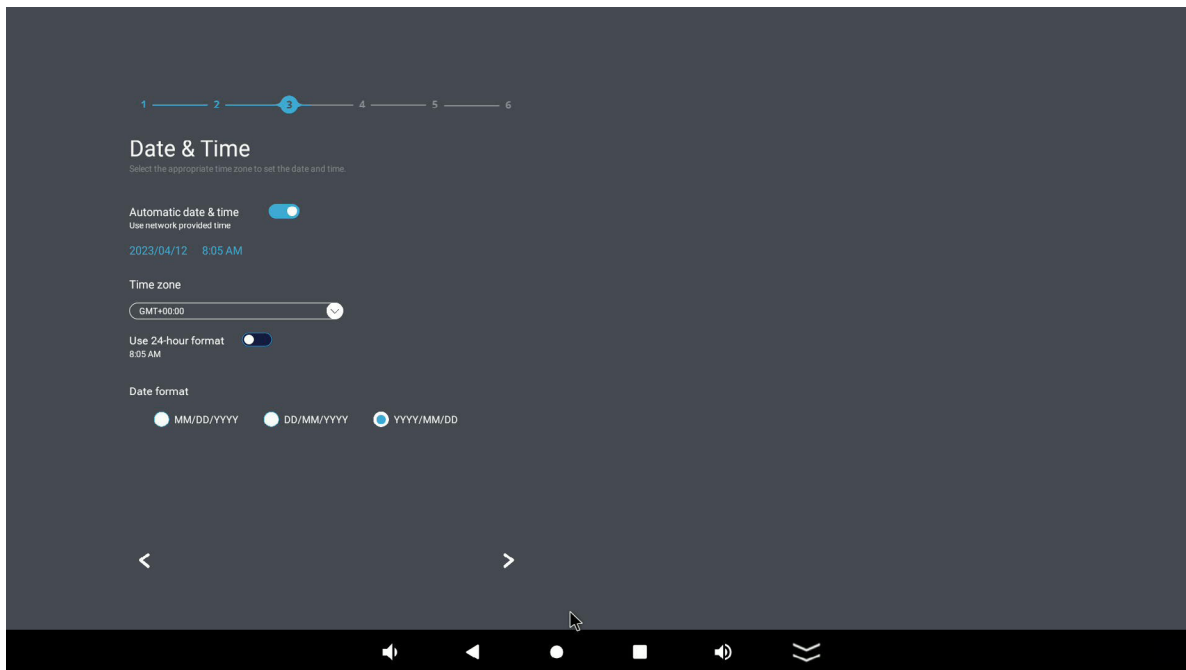 1 2 3 4 5 6
Date & Time
Select the appropriate time zone to set the date and time.
Automatic date & time
Use network provided time
2023/04/12 8:05 AM
Time zone
GMT+00:00
Use 24-hour format
8:05 AM
Date format
MM/DD/YYYY DD/MM/YYYY YYYY/MM/DD